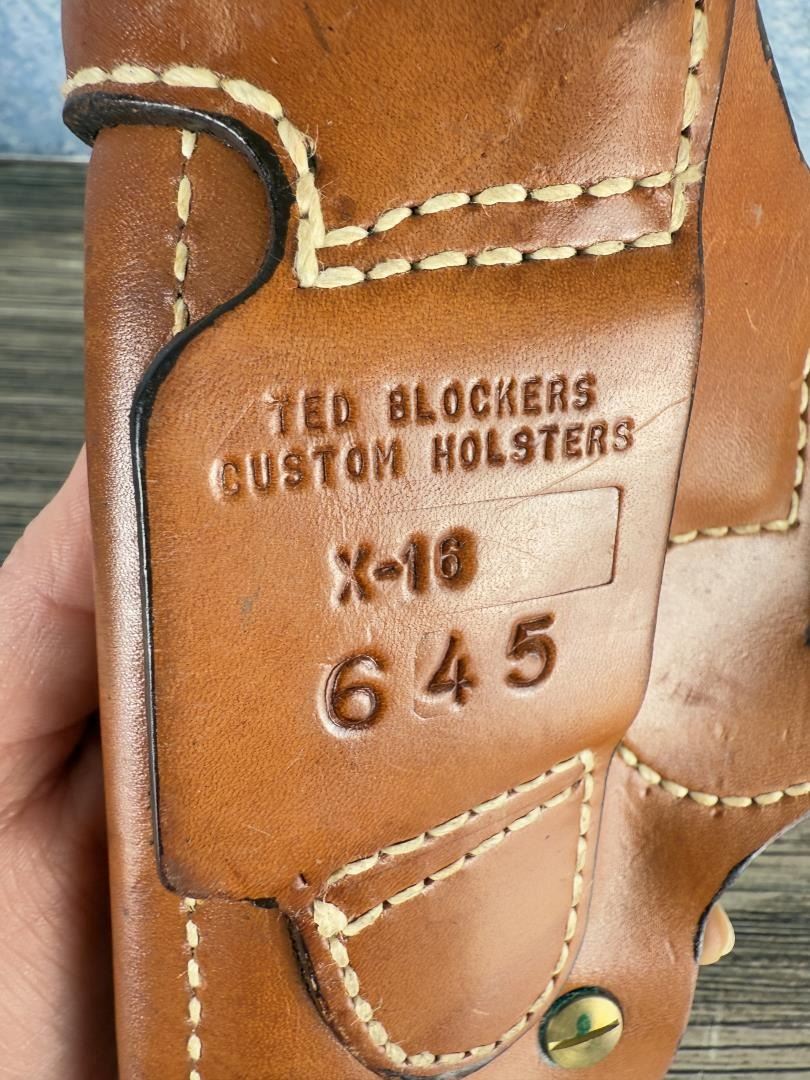 TED BLOCKERS
CUSTOM HOLSTERS
X-16
645